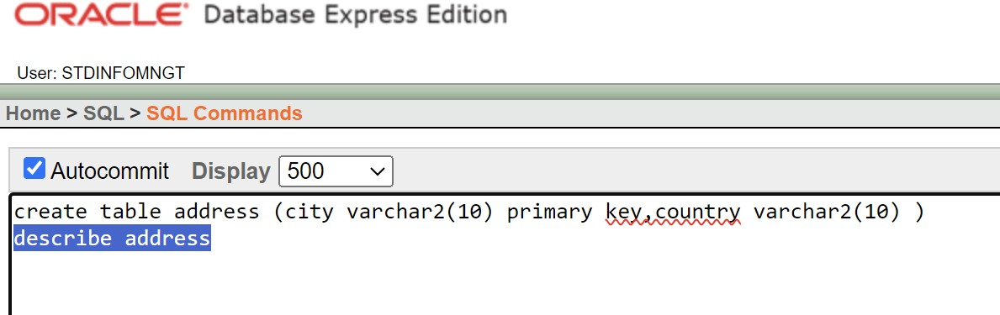 ORACLE Database Express Edition
User: STDINFOMNGT
Home > SQL > SQL Commands
Autocommit Display 500
create table address (city varchar2(10) primary key,country varchar2(10) )
describe address